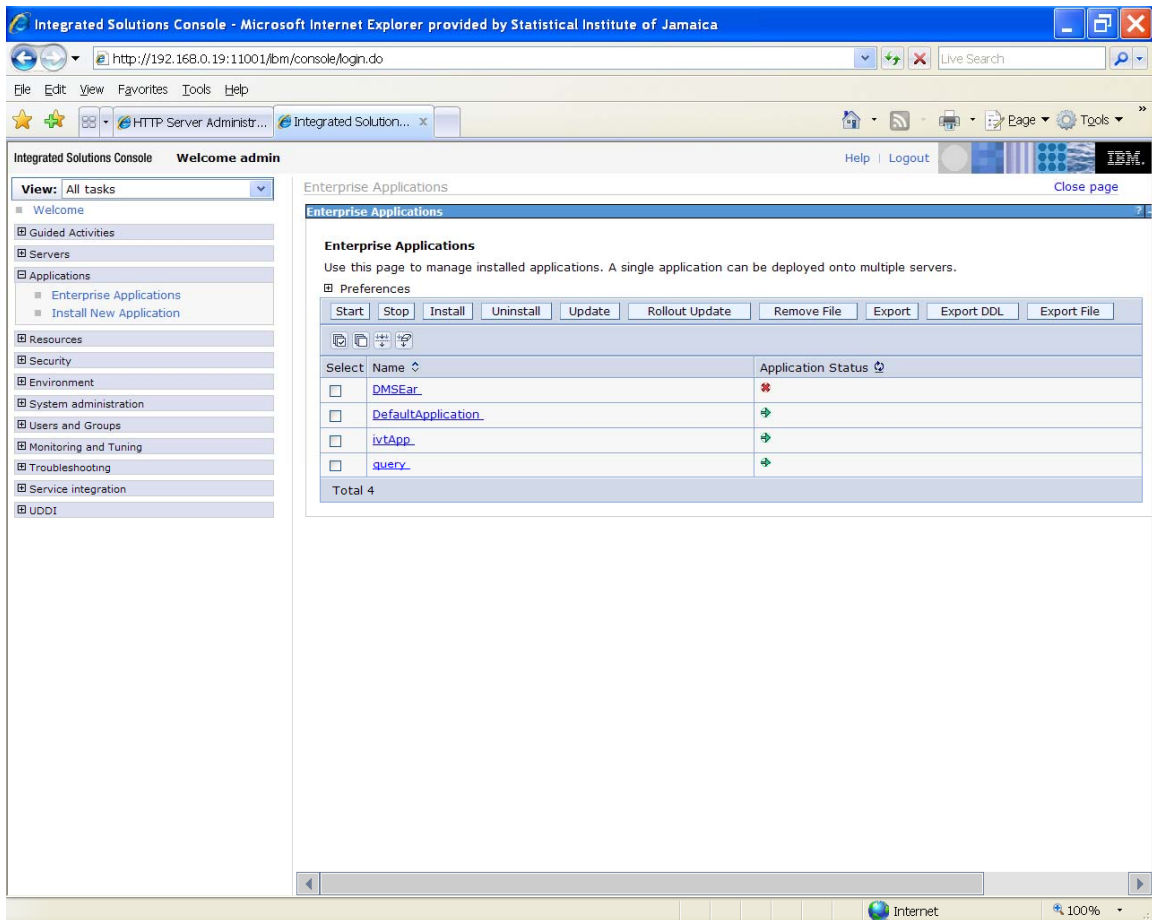 Integrated Solutions Console - Microsoft Internet Explorer provided by Statistical Institute of Jamaica
http://192.168.0.19:11001/ibm/console/login.do
Live Search
File Edit View Favorites Tools Help
HTTP Server Administr... Integrated Solution... x
Page Tools »
Integrated Solutions Console Welcome admin
Help | Logout
IBM.
View: All tasks
Welcome
Guided Activities
Servers
Applications
Enterprise Applications
Install New Application
Resources
Security
Environment
System administration
Users and Groups
Monitoring and Tuning
Troubleshooting
Service integration
UDDI
Enterprise Applications
Close page
Enterprise Applications
? -
Enterprise Applications
Use this page to manage installed applications. A single application can be deployed onto multiple servers.
Preferences
Start Stop Install Uninstall Update Rollout Update Remove File Export Export DDL Export File
Select Name Application Status
DMSEar
DefaultApplication
ivtApp
query
Total 4
Internet
100%